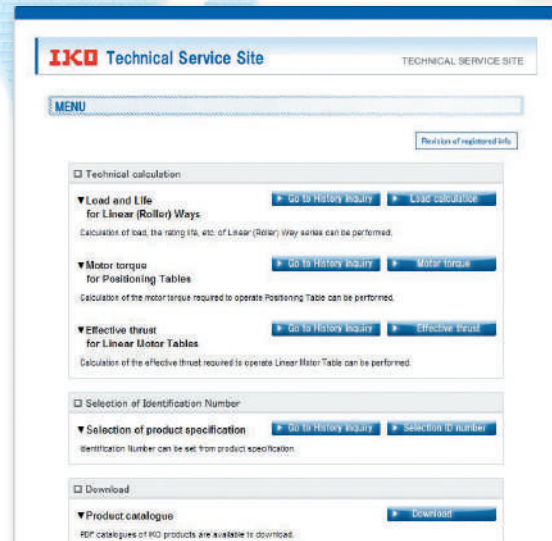 IKO Technical Service Site
TECHNICAL SERVICE SITE
MENU
Revision of registered info
Technical calculation
▼Load and Life
for Linear (Roller) Ways
Go to History Inquiry
Load calculation
Calculation of load, the rating life, etc. of Linear (Roller) Way series can be performed.
▼Motor torque
for Positioning Tables
Go to History Inquiry
Motor torque
Calculation of the motor torque required to operate Positioning Table can be performed.
▼Effective thrust
for Linear Motor Tables
Go to History Inquiry
Effective thrust
Calculation of the effective thrust required to operate Linear Motor Table can be performed.
Selection of Identification Number
▼Selection of product specification
Go to History Inquiry
Selection ID number
Identification Number can be set from product specification.
Download
▼Product catalogue
Download
PDF catalogues of IKO products are available to download.